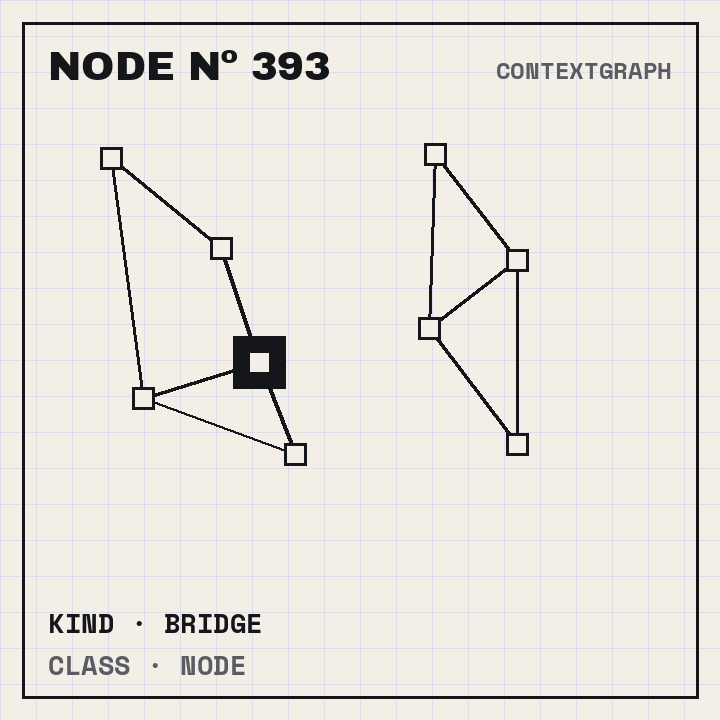 NODE Nº 393
CONTEXTGRAPH
KIND · BRIDGE
CLASS · NODE